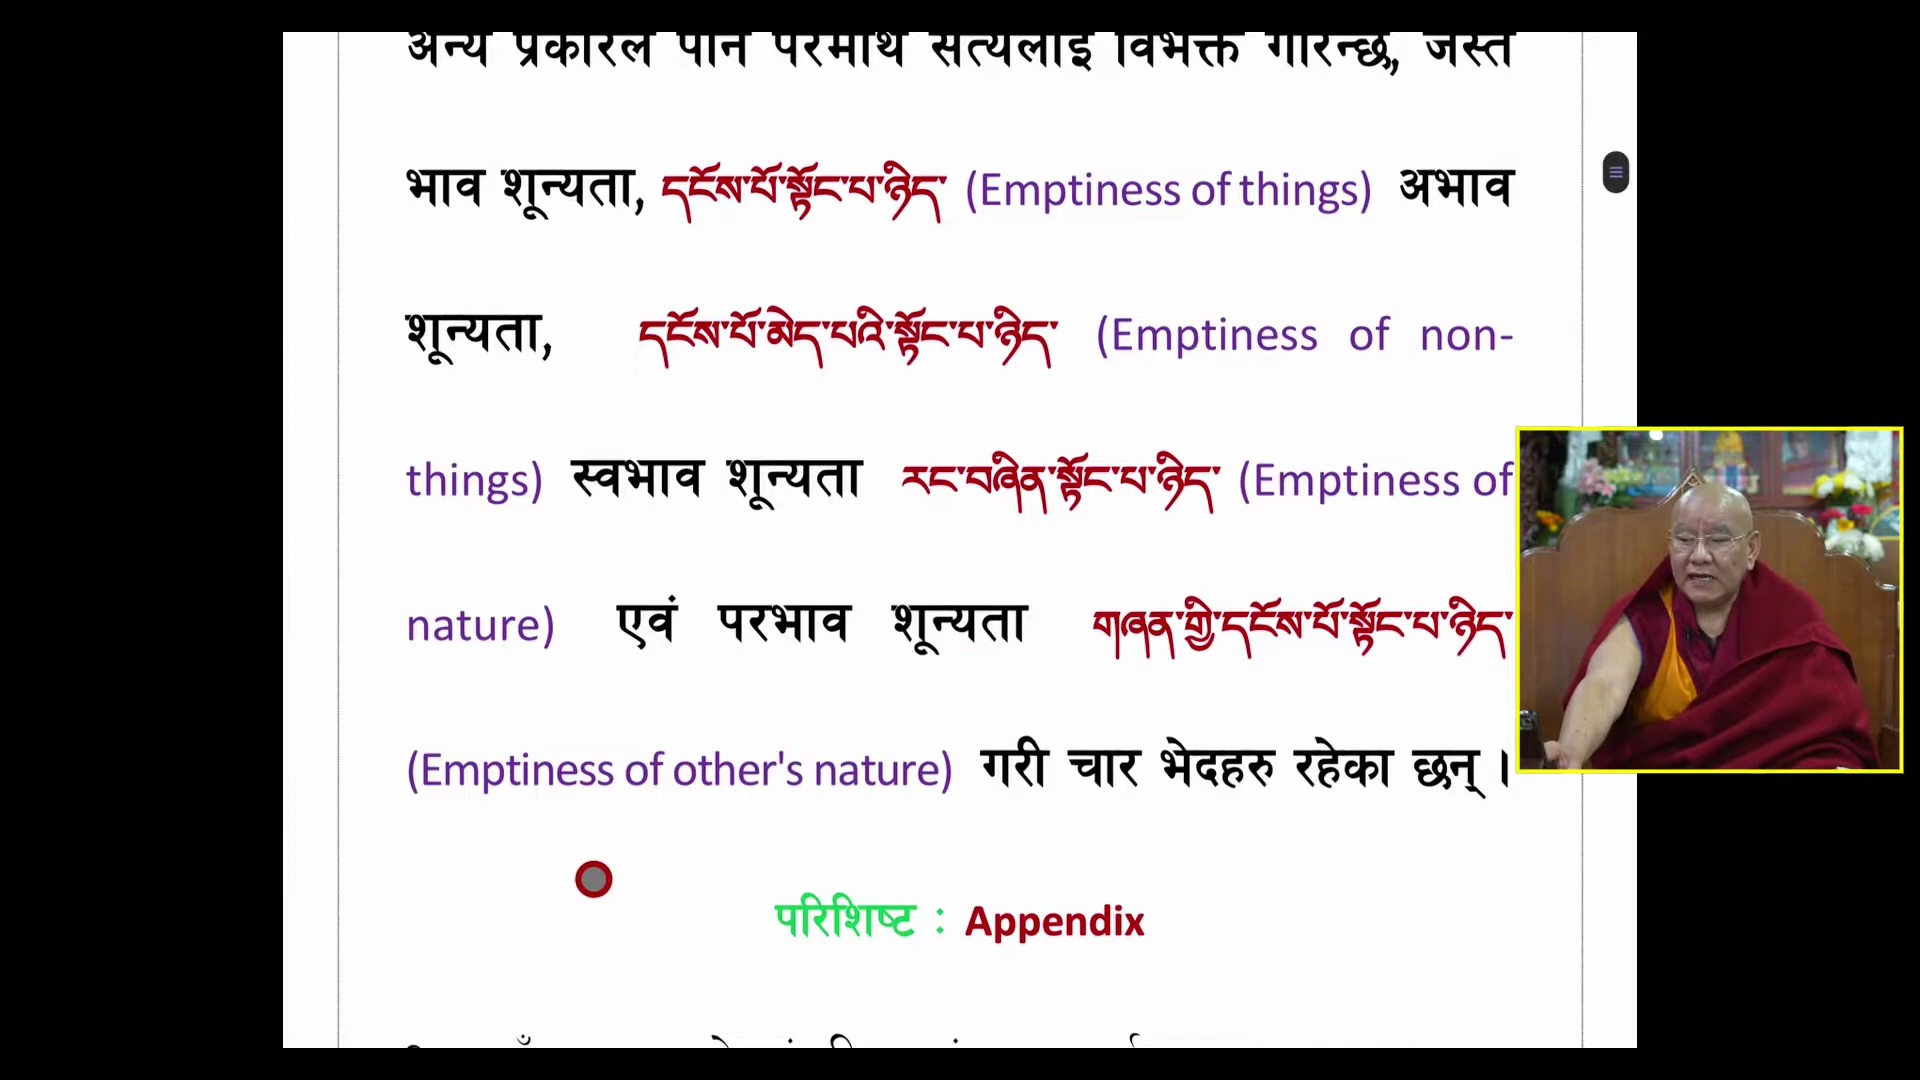 अन्य प्रकारले पनि परमार्थ सत्यलाई विभक्त गरिन्छ, जस्तै
भाव शून्यता, དངོས་པོ་སྟོང་པ་ཉིད་ (Emptiness of things) अभाव
शून्यता, དངོས་པོ་མེད་པའི་སྟོང་པ་ཉིད་ (Emptiness of non-
things) स्वभाव शून्यता རང་བཞིན་སྟོང་པ་ཉིད་ (Emptiness of
nature) एवं परभाव शून्यता གཞན་གྱི་དངོས་པོ་སྟོང་པ་ཉིད་
(Emptiness of other's nature) गरी चार भेदहरु रहेका छन् ।
परिशिष्ट : Appendix